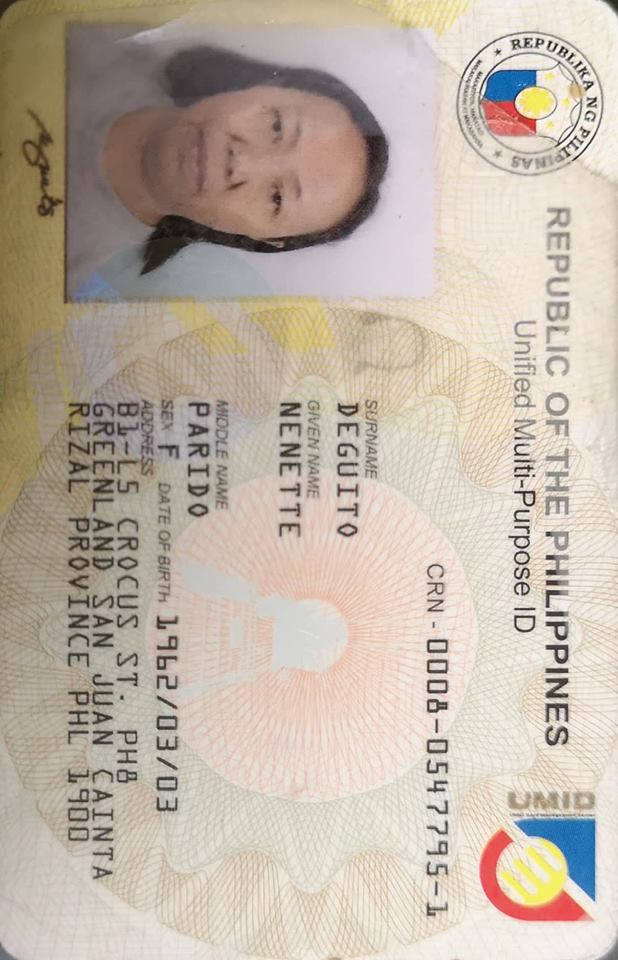 REPUBLIKA NG PILIPINAS
REPUBLIC OF THE PHILIPPINES
Unified Multi-Purpose ID
UMID
CRN - 0008-0547795-1
SURNAME
DEGUITO
GIVEN NAME
NENETTE
MIDDLE NAME
PARIDO
SEX F DATE OF BIRTH 1962/03/03
ADDRESS
B1-L5 CROCUS ST. PH8
GREENLAND SAN JUAN CAINTA
RIZAL PROVINCE PHL 1900